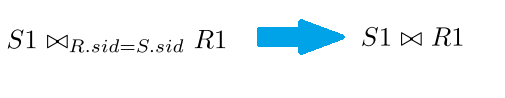 S1 ⋈R.sid=S.sid R1 S1 ⋈ R1